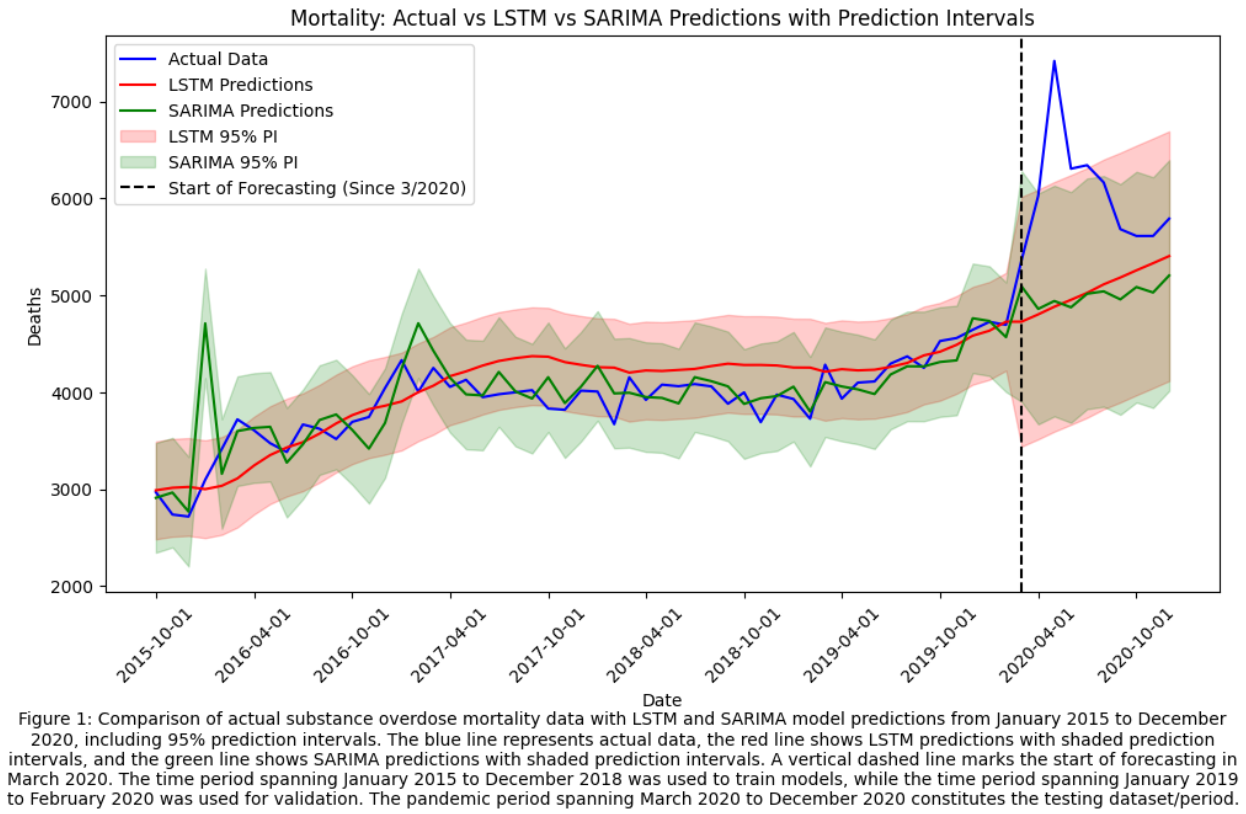 Mortality: Actual vs LSTM vs SARIMA Predictions with Prediction Intervals
Actual Data
LSTM Predictions
SARIMA Predictions
LSTM 95% PI
SARIMA 95% PI
Start of Forecasting (Since 3/2020)
7000
6000
5000
4000
3000
2000
Deaths
2015-10-01
2016-04-01
2016-10-01
2017-04-01
2017-10-01
2018-04-01
2018-10-01
2019-04-01
2019-10-01
2020-04-01
2020-10-01
Date
Figure 1: Comparison of actual substance overdose mortality data with LSTM and SARIMA model predictions from January 2015 to December
2020, including 95% prediction intervals. The blue line represents actual data, the red line shows LSTM predictions with shaded prediction
intervals, and the green line shows SARIMA predictions with shaded prediction intervals. A vertical dashed line marks the start of forecasting in
March 2020. The time period spanning January 2015 to December 2018 was used to train models, while the time period spanning January 2019
to February 2020 was used for validation. The pandemic period spanning March 2020 to December 2020 constitutes the testing dataset/period.